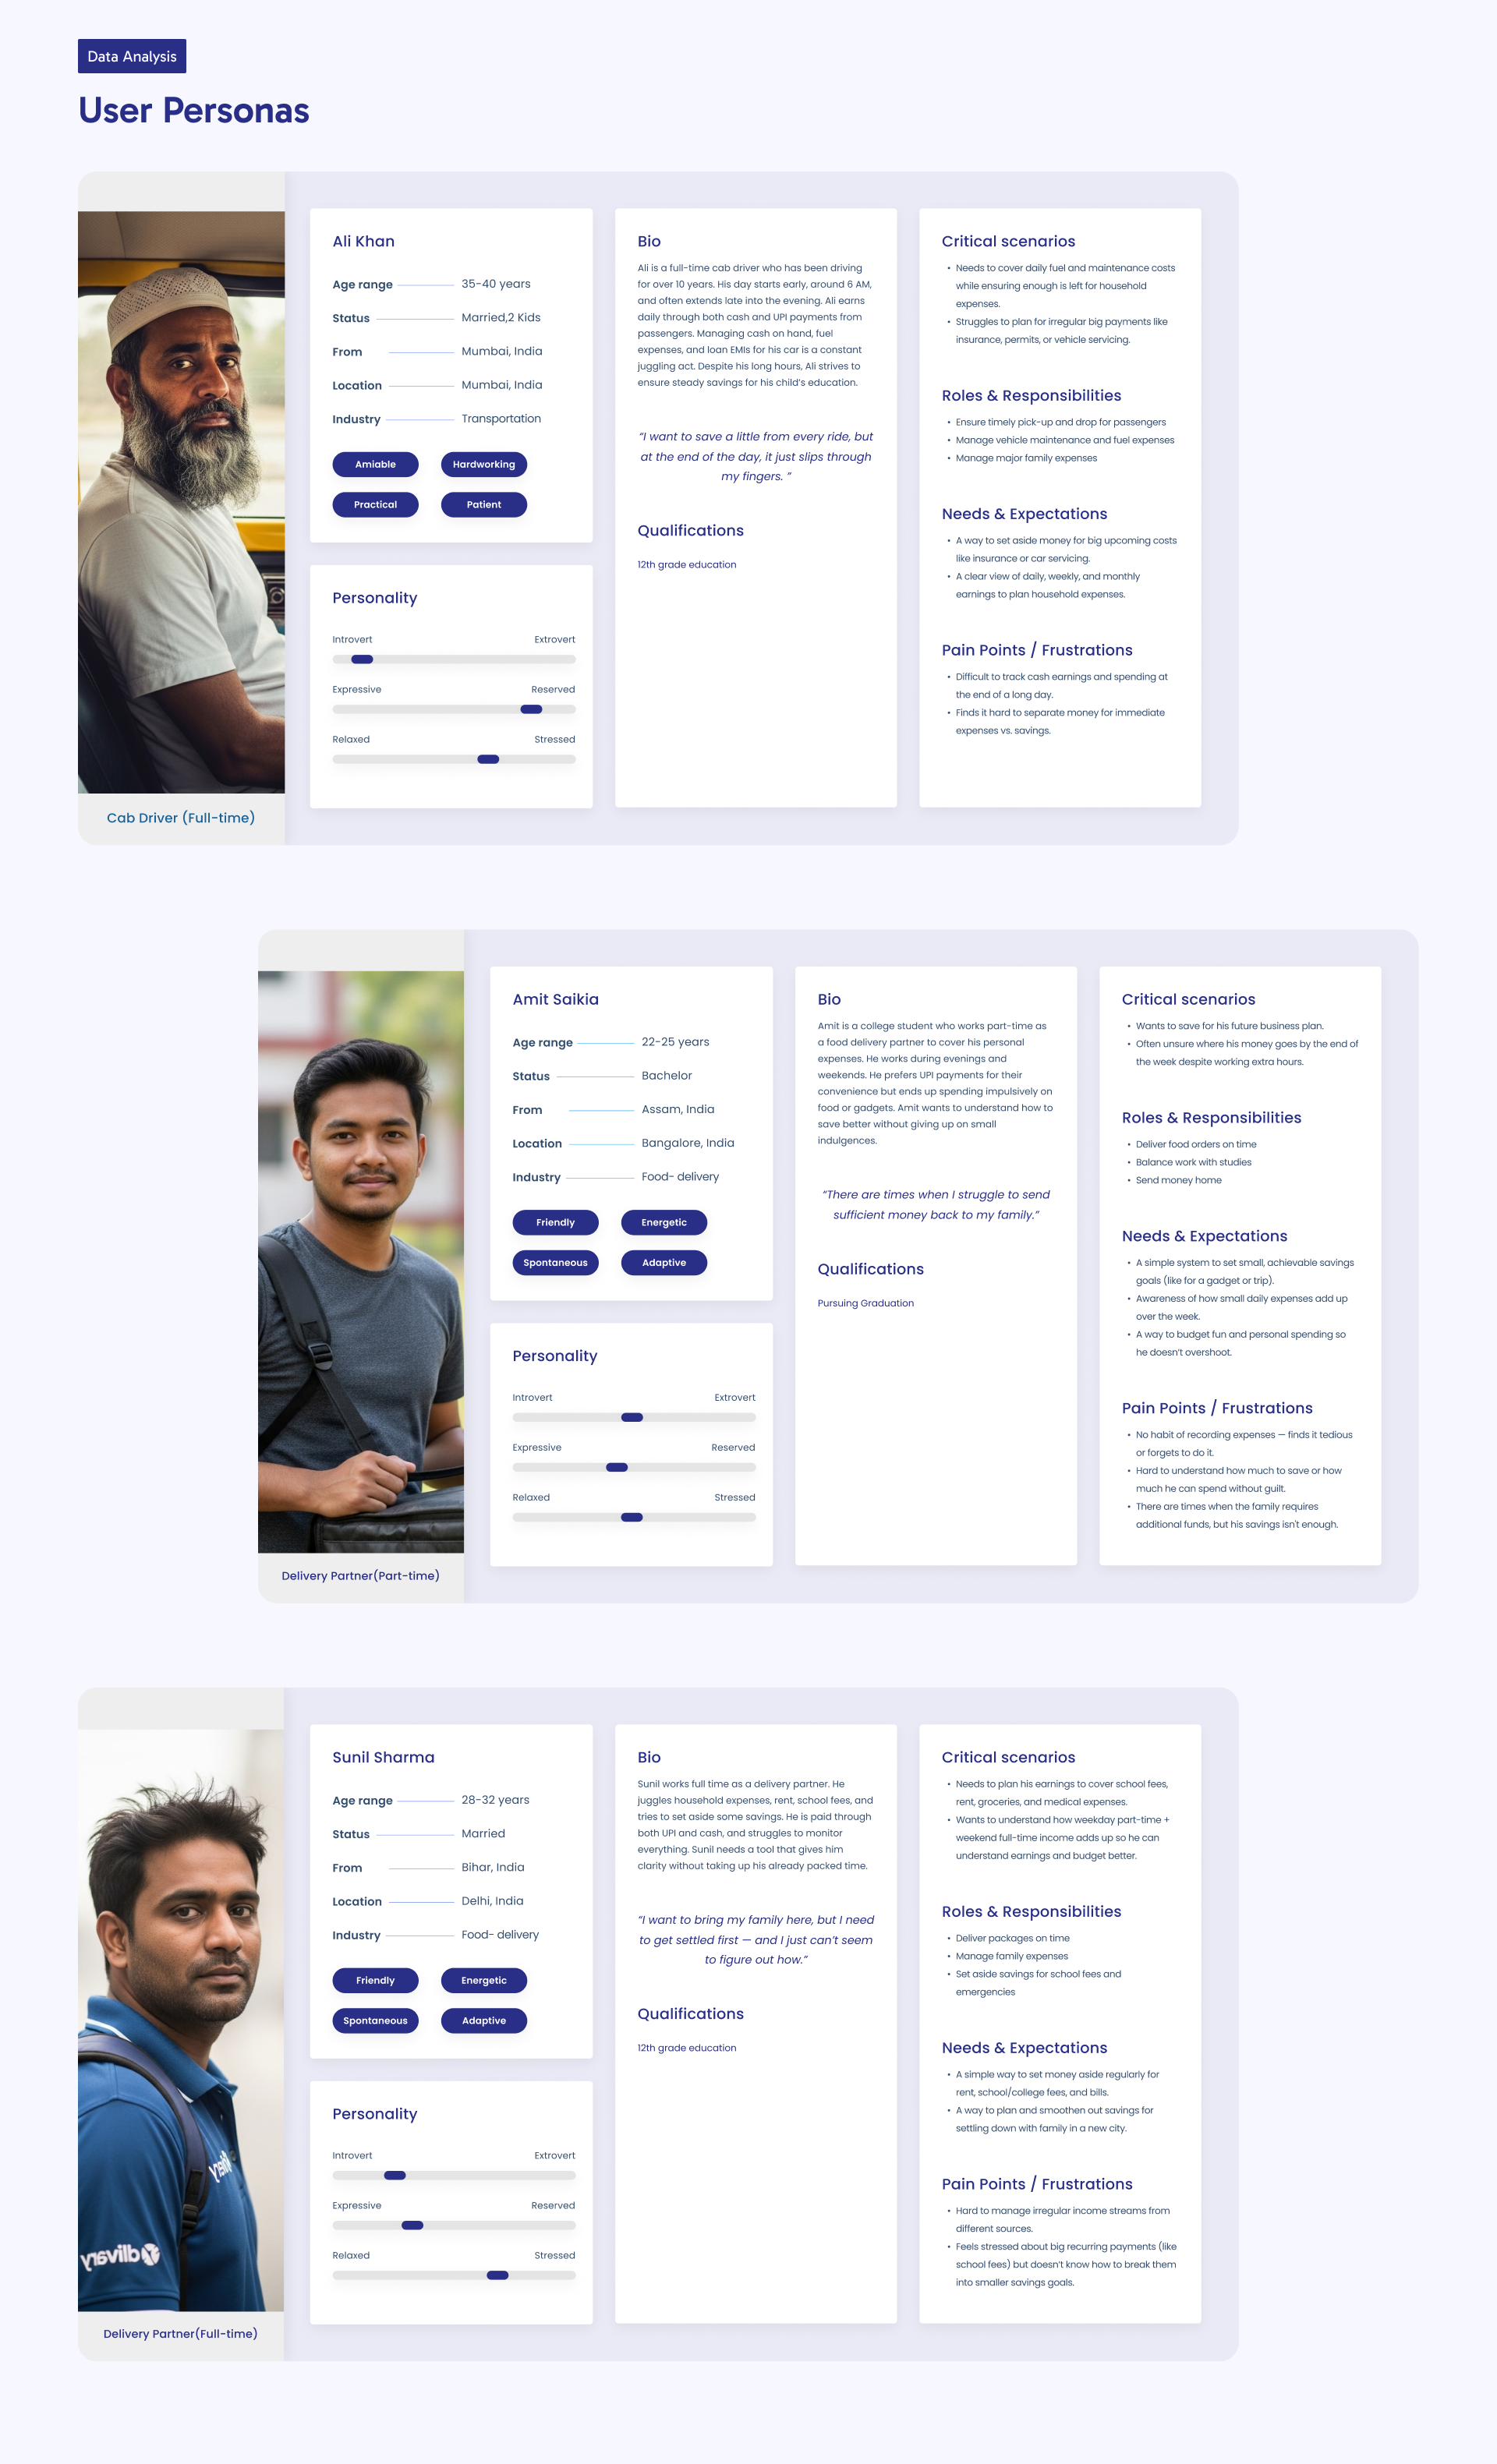 Data Analysis
User Personas
Ali Khan
Age range 35-40 years
Status Married,2 Kids
From Mumbai, India
Location Mumbai, India
Industry Transportation
Amiable Hardworking
Practical Patient
Personality
Introvert Extrovert
Expressive Reserved
Relaxed Stressed
Cab Driver (Full-time)
Bio
Ali is a full-time cab driver who has been driving
for over 10 years. His day starts early, around 6 AM,
and often extends late into the evening. Ali earns
daily through both cash and UPI payments from
passengers. Managing cash on hand, fuel
expenses, and loan EMIs for his car is a constant
juggling act. Despite his long hours, Ali strives to
ensure steady savings for his child's education.
“I want to save a little from every ride, but
at the end of the day, it just slips through
my fingers. ”
Qualifications
12th grade education
Critical scenarios
• Needs to cover daily fuel and maintenance costs
while ensuring enough is left for household
expenses.
• Struggles to plan for irregular big payments like
insurance, permits, or vehicle servicing.
Roles & Responsibilities
• Ensure timely pick-up and drop for passengers
• Manage vehicle maintenance and fuel expenses
• Manage major family expenses
Needs & Expectations
• A way to set aside money for big upcoming costs
like insurance or car servicing.
• A clear view of daily, weekly, and monthly
earnings to plan household expenses.
Pain Points / Frustrations
• Difficult to track cash earnings and spending at
the end of a long day.
• Finds it hard to separate money for immediate
expenses vs. savings.
Amit Saikia
Age range 22-25 years
Status Bachelor
From Assam, India
Location Bangalore, India
Industry Food- delivery
Friendly Energetic
Spontaneous Adaptive
Personality
Introvert Extrovert
Expressive Reserved
Relaxed Stressed
Delivery Partner(Part-time)
Bio
Amit is a college student who works part-time as
a food delivery partner to cover his personal
expenses. He works during evenings and
weekends. He prefers UPI payments for their
convenience but ends up spending impulsively on
food or gadgets. Amit wants to understand how to
save better without giving up on small
indulgences.
“There are times when I struggle to send
sufficient money back to my family.”
Qualifications
Pursuing Graduation
Critical scenarios
• Wants to save for his future business plan.
• Often unsure where his money goes by the end of
the week despite working extra hours.
Roles & Responsibilities
• Deliver food orders on time
• Balance work with studies
• Send money home
Needs & Expectations
• A simple system to set small, achievable savings
goals (like for a gadget or trip).
• Awareness of how small daily expenses add up
over the week.
• A way to budget fun and personal spending so
he doesn't overshoot.
Pain Points / Frustrations
• No habit of recording expenses — finds it tedious
or forgets to do it.
• Hard to understand how much to save or how
much he can spend without guilt.
• There are times when the family requires
additional funds, but his savings isn't enough.
Sunil Sharma
Age range 28-32 years
Status Married
From Bihar, India
Location Delhi, India
Industry Food- delivery
Friendly Energetic
Spontaneous Adaptive
Personality
Introvert Extrovert
Expressive Reserved
Relaxed Stressed
Delivery Partner(Full-time)
Bio
Sunil works full time as a delivery partner. He
juggles household expenses, rent, school fees, and
tries to set aside some savings. He is paid through
both UPI and cash, and struggles to monitor
everything. Sunil needs a tool that gives him
clarity without taking up his already packed time.
“I want to bring my family here, but I need
to get settled first — and I just can't seem
to figure out how.”
Qualifications
12th grade education
Critical scenarios
• Needs to plan his earnings to cover school fees,
rent, groceries, and medical expenses.
• Wants to understand how weekday part-time +
weekend full-time income adds up so he can
understand earnings and budget better.
Roles & Responsibilities
• Deliver packages on time
• Manage family expenses
• Set aside savings for school fees and
emergencies
Needs & Expectations
• A simple way to set money aside regularly for
rent, school/college fees, and bills.
• A way to plan and smoothen out savings for
settling down with family in a new city.
Pain Points / Frustrations
• Hard to manage irregular income streams from
different sources.
• Feels stressed about big recurring payments (like
school fees) but doesn't know how to break them
into smaller savings goals.